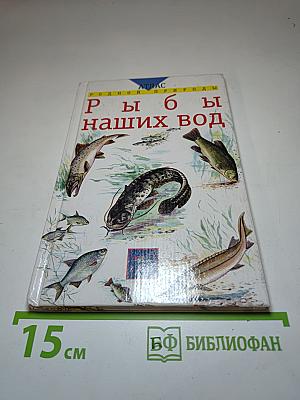 АТЛАС
РОДНОЙ ПРИРОДЫ
Рыбы
наших вод
15 см
БФ БИБЛИОФАН